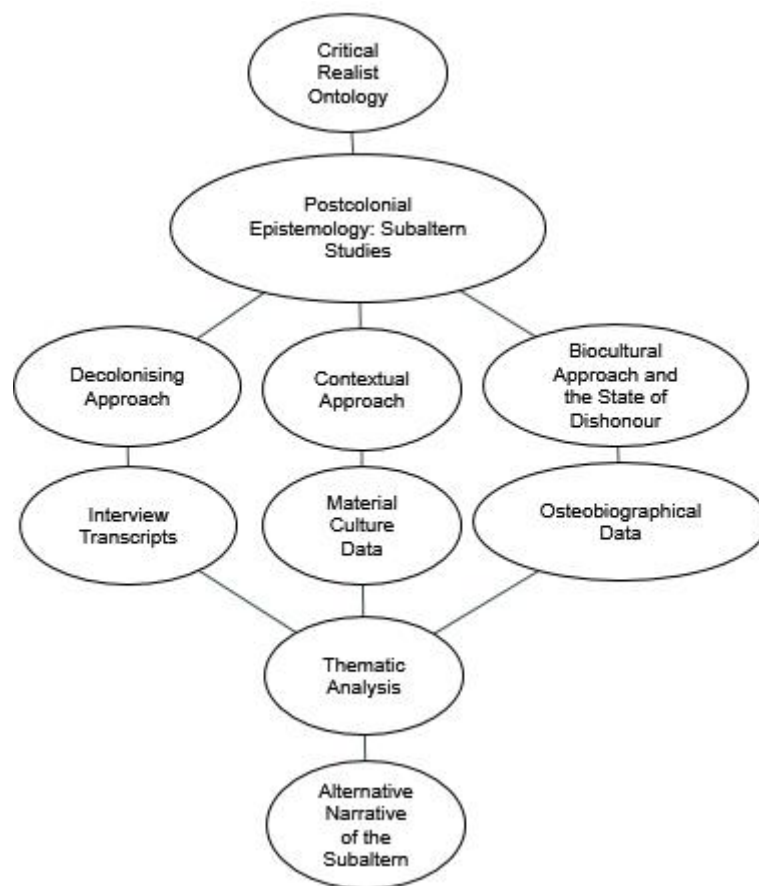 Critical
Realist
Ontology
Postcolonial
Epistemology: Subaltern
Studies
Decolonising
Approach
Contextual
Approach
Biocultural
Approach and
the State of
Dishonour
Interview
Transcripts
Material
Culture
Data
Osteobiographical
Data
Thematic
Analysis
Alternative
Narrative
of the
Subaltern